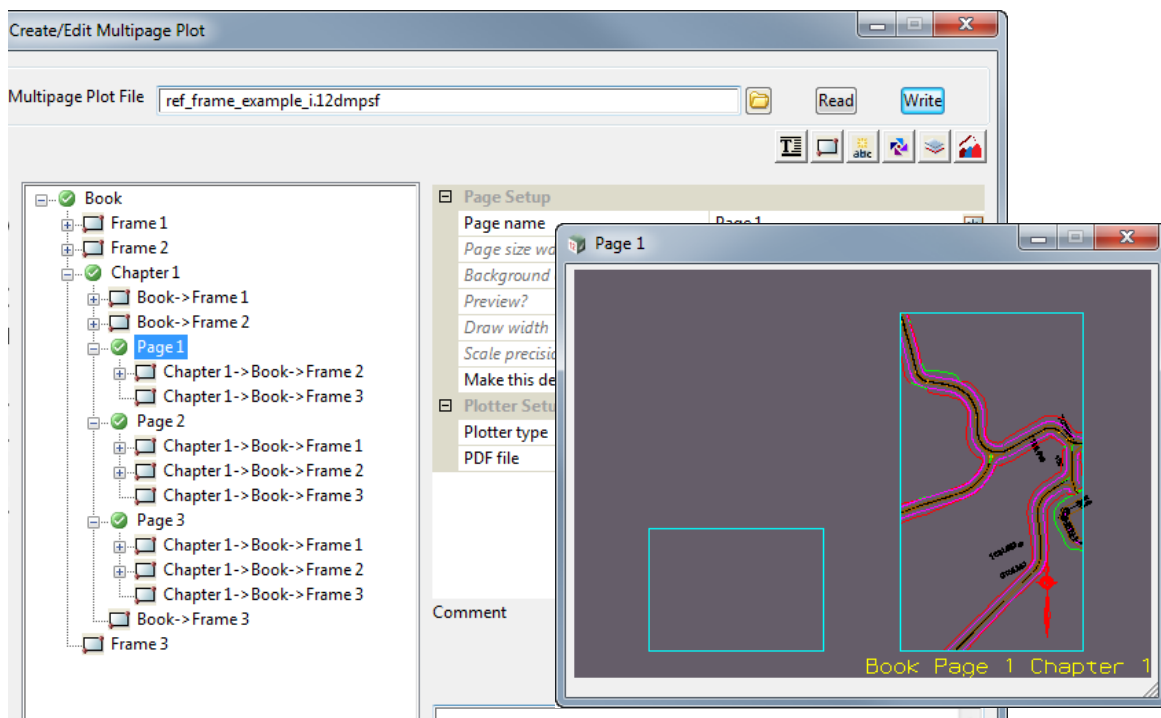 Create/Edit Multipage Plot
Multipage Plot File ref_frame_example_i.12dmpsf Read Write
T abc
Book
Frame 1
Frame 2
Chapter 1
Book->Frame 1
Book->Frame 2
Page 1
Chapter 1->Book->Frame 2
Chapter 1->Book->Frame 3
Page 2
Chapter 1->Book->Frame 1
Chapter 1->Book->Frame 2
Chapter 1->Book->Frame 3
Page 3
Chapter 1->Book->Frame 1
Chapter 1->Book->Frame 2
Chapter 1->Book->Frame 3
Book->Frame 3
Frame 3
Page Setup
Page name Page 1
Page size
Background
Preview?
Draw width
Scale
Make this
Plotter
Plotter type
PDF file
Comment
Page 1
Book Page 1 Chapter 1